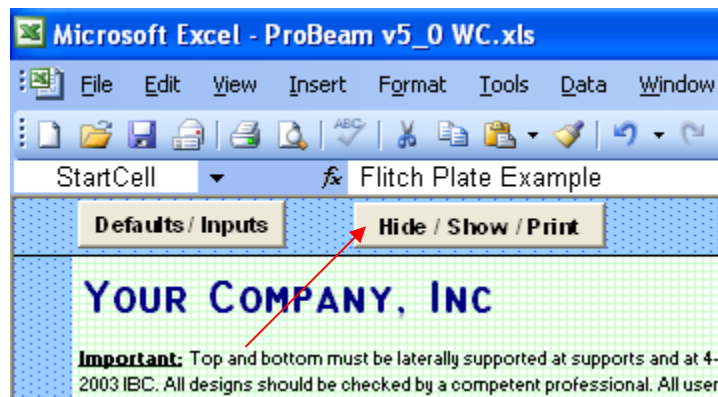 Microsoft Excel - ProBeam v5_0 WC.xls
File Edit View Insert Format Tools Data Window
ABC
StartCell fx Flitch Plate Example
Defaults / Inputs Hide / Show / Print
YOUR COMPANY, INC
Important: Top and bottom must be laterally supported at supports and at 4-
2003 IBC. All designs should be checked by a competent professional. All user